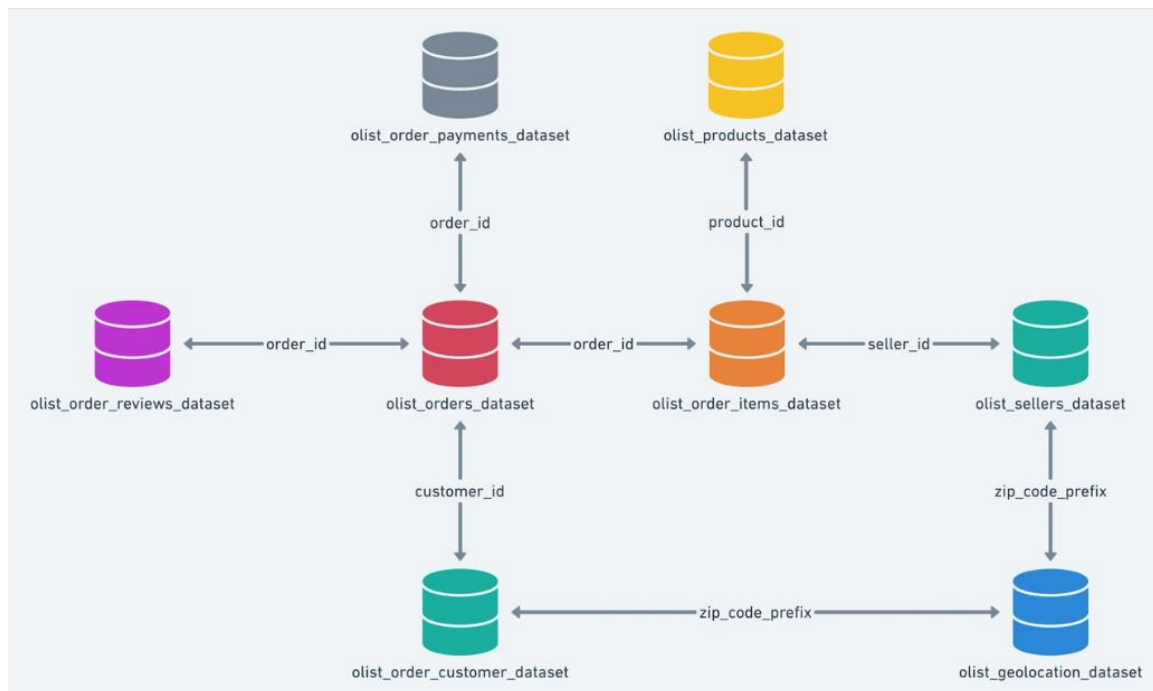 olist_order_payments_dataset
olist_products_dataset
order_id
product_id
order_id
order_id
seller_id
olist_order_reviews_dataset
olist_orders_dataset
olist_order_items_dataset
olist_sellers_dataset
customer_id
zip_code_prefix
zip_code_prefix
olist_order_customer_dataset
olist_geolocation_dataset